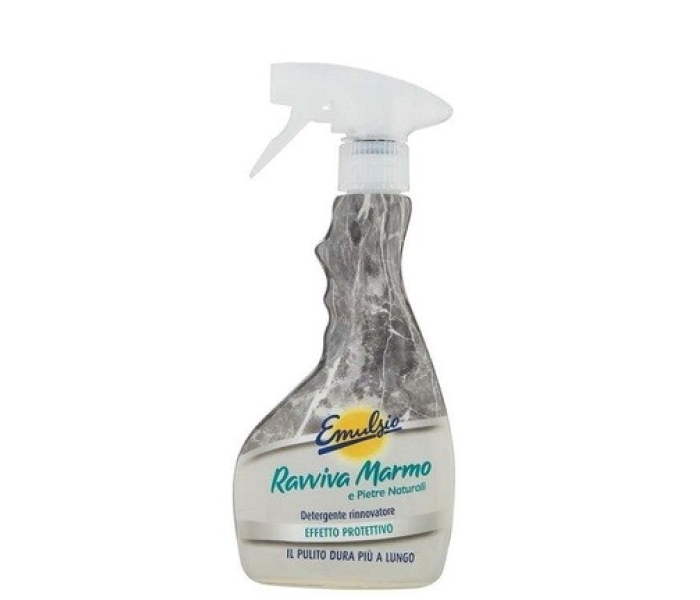 Emulsio
Ravviva Marmo
e Pietre Naturali
Detergente rinnovatore
EFFETTO PROTETTIVO
IL PULITO DURA PIÙ A LUNGO